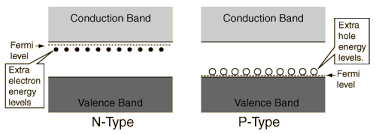 Conduction Band
Fermi
level
Extra
electron
energy
levels
Valence Band
N-Type
Conduction Band
Extra
hole
energy
levels.
Fermi
level
Valence Band
P-Type